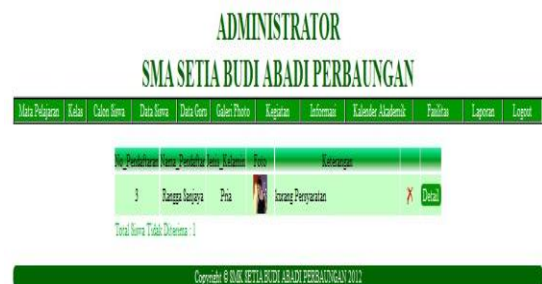 ADMINISTRATOR
SMA SETIA BUDI ABADI PERBAUNGAN
Mata Pelajaran Kelas Calon Siswa Data Siswa Data Guru Galeri Photo Kegiatan Informasi Kalender Akademik Fasilitas Laporan Logout
No_Pendaftaran Nama_Pendaftar Jenis_Kelamin Foto Keterangan
3 Rangga Sanjaya Pria kurang Persyaratan Detail
Total Siswa Tidak Diterima : 1
Copyright © SMK SETIA BUDI ABADI PERBAUNGAN 2012